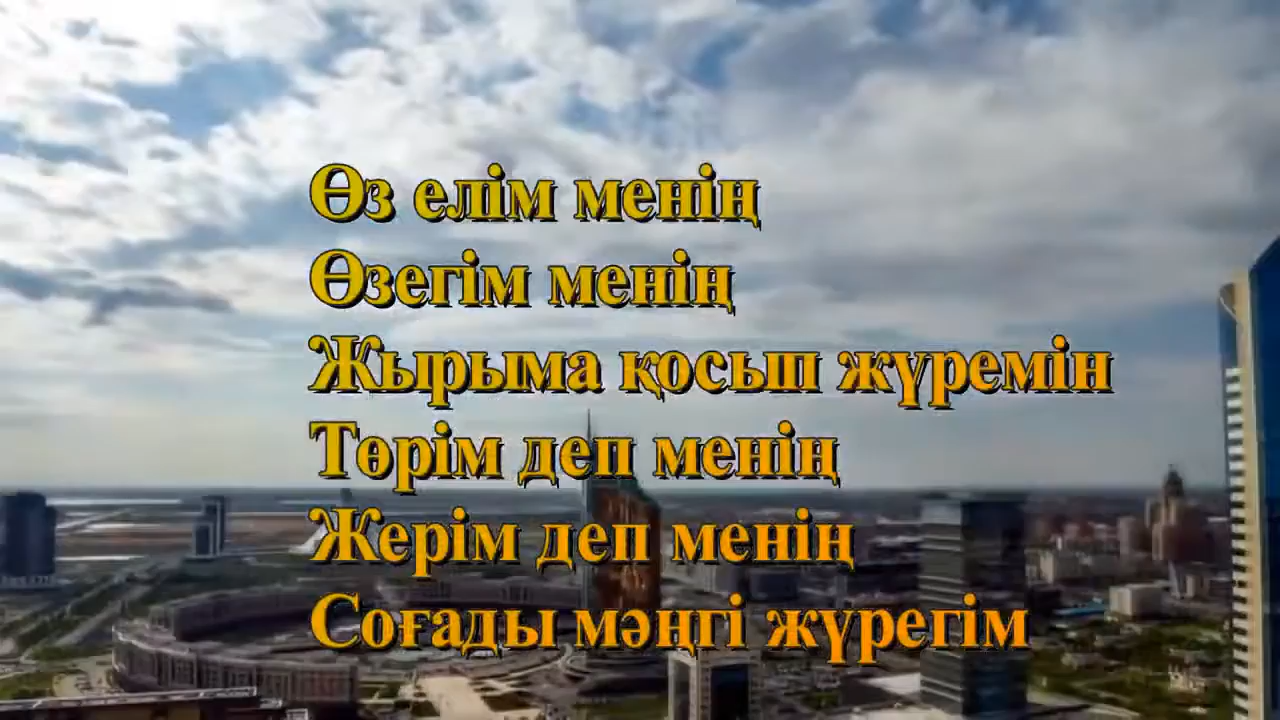 Өз елім менің
Өзегім менің
Жырыма қосып жүремін
Төрім деп менің
Жерім деп менің
Соғады мәңгі жүрегім